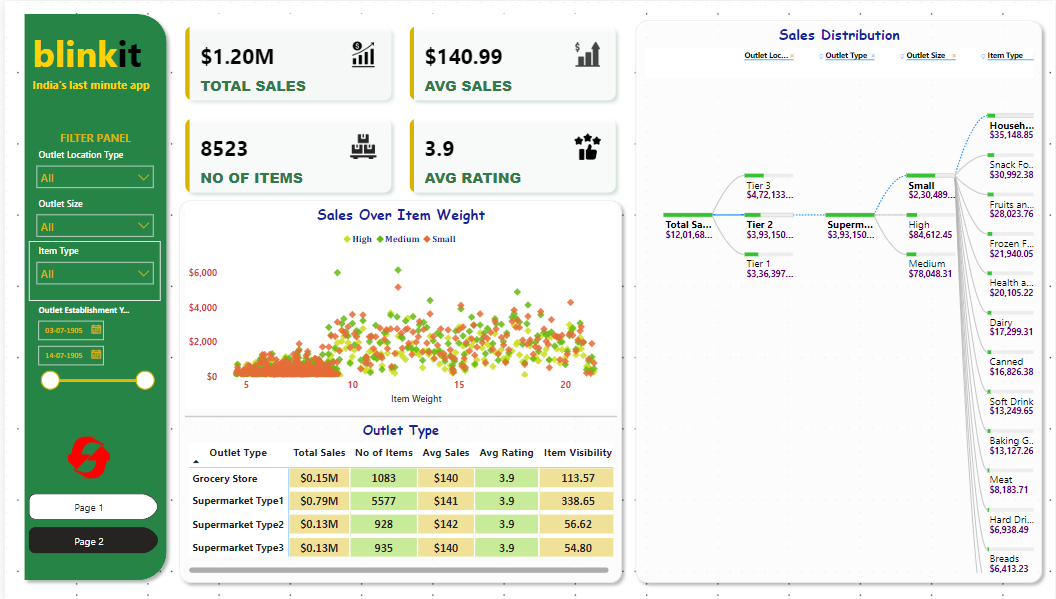 blinkit
India's last minute app
FILTER PANEL
Outlet Location Type
All
Outlet Size
All
Item Type
All
Outlet Establishment Y...
03-07-1905
14-07-1905
Page 1
Page 2
$1.20M
TOTAL SALES
$140.99
AVG SALES
8523
NO OF ITEMS
3.9
AVG RATING
Sales Over Item Weight
High Medium Small
$6,000
$4,000
$2,000
$0
5 10 15 20
Item Weight
Outlet Type
Outlet Type Total Sales No of Items Avg Sales Avg Rating Item Visibility
Grocery Store $0.15M 1083 $140 3.9 113.57
Supermarket Type1 $0.79M 5577 $141 3.9 338.65
Supermarket Type2 $0.13M 928 $142 3.9 56.62
Supermarket Type3 $0.13M 935 $140 3.9 54.80
Sales Distribution
Outlet Loc... Outlet Type Outlet Size Item Type
Total Sa...
$12,01,68...
Tier 3
$4,72,133...
Tier 2
$3,93,150...
Tier 1
$3,36,397...
Superm...
$3,93,150...
Small
$2,30,489...
High
$84,612.45
Medium
$78,048.31
Househ...
$35,148.85
Snack Fo...
$30,992.38
Fruits an...
$28,023.76
Frozen F...
$21,940.05
Health a...
$20,105.22
Dairy
$17,299.31
Canned
$16,826.38
Soft Drink
$13,249.65
Baking G...
$13,127.26
Meat
$8,183.71
Hard Dri...
$6,938.49
Breads
$6,413.23